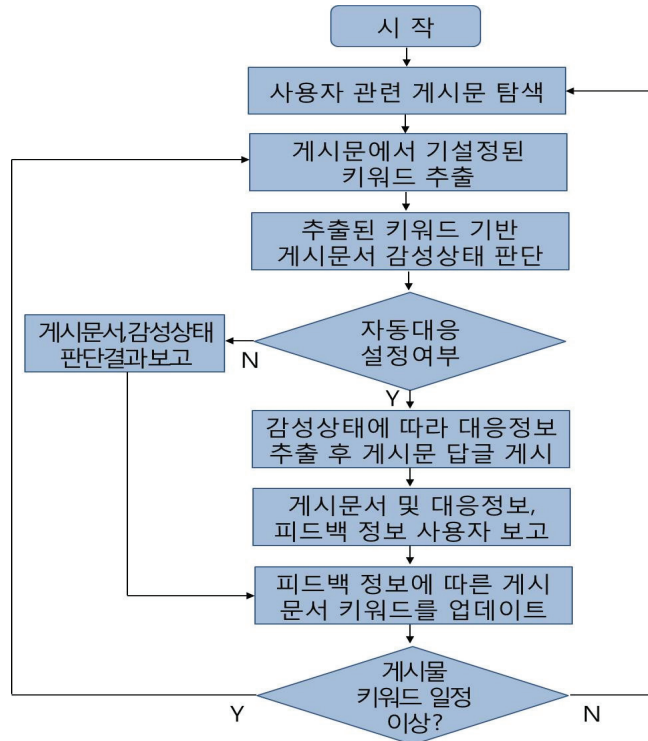 시 작
사용자 관련 게시문 탐색
게시문에서 기설정된
키워드 추출
추출된 키워드 기반
게시문서 감성상태 판단
자동대응
설정여부
N
게시문서,감성상태
판단결과보고
Y
감성상태에 따라 대응정보
추출 후 게시문 답글 게시
게시문서 및 대응정보,
피드백 정보 사용자 보고
피드백 정보에 따른 게시
문서 키워드를 업데이트
게시물
키워드 일정
이상?
Y
N